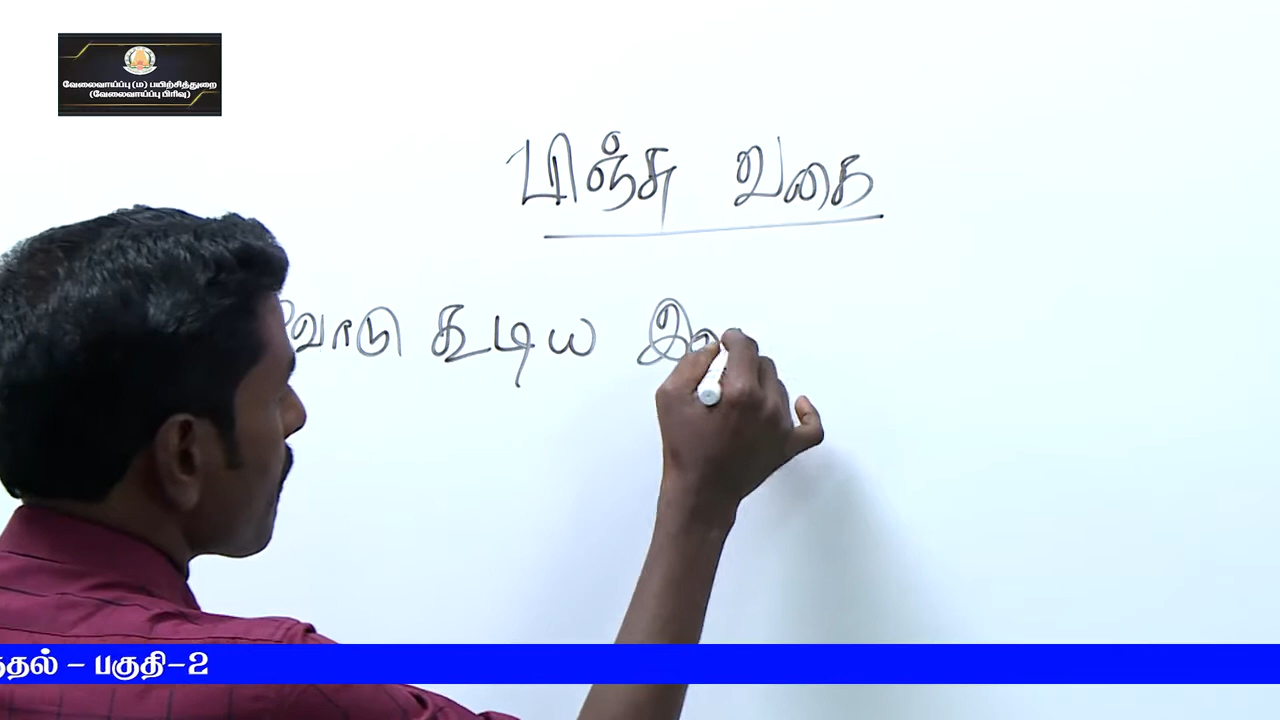 வேலைவாய்ப்பு (ம) பயிற்சித்துறை
(வேலைவாய்ப்பு பிரிவு)
பிஞ்சு வகை
வோடு கூடிய
த்தல் – பகுதி-2